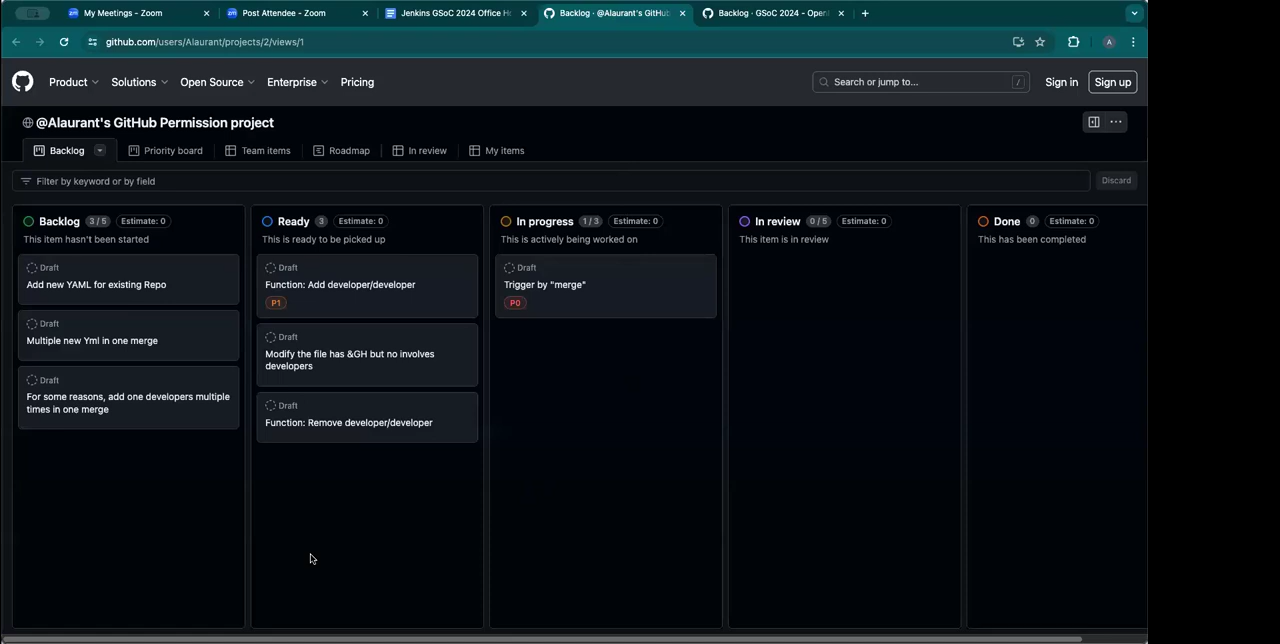 My Meetings - Zoom
Post Attendee - Zoom
Jenkins GSoC 2024 Office H
Backlog · @Alaurant's GitHub
Backlog · GSoC 2024 - Open
github.com/users/Alaurant/projects/2/views/1
A
Product
Solutions
Open Source
Enterprise
Pricing
Search or jump to...
/
Sign in
Sign up
@Alaurant's GitHub Permission project
Backlog
Priority board
Team items
Roadmap
In review
My items
Filter by keyword or by field
Discard
Backlog 3 / 5 Estimate: 0
This item hasn't been started
Draft
Add new YAML for existing Repo
Draft
Multiple new Yml in one merge
Draft
For some reasons, add one developers multiple
times in one merge
Ready 3 Estimate: 0
This is ready to be picked up
Draft
Function: Add developer/developer
P1
Draft
Modify the file has &GH but no involves
developers
Draft
Function: Remove developer/developer
In progress 1 / 3 Estimate: 0
This is actively being worked on
Draft
Trigger by "merge"
P0
In review 0 / 5 Estimate: 0
This item is in review
Done 0 Estimate: 0
This has been completed